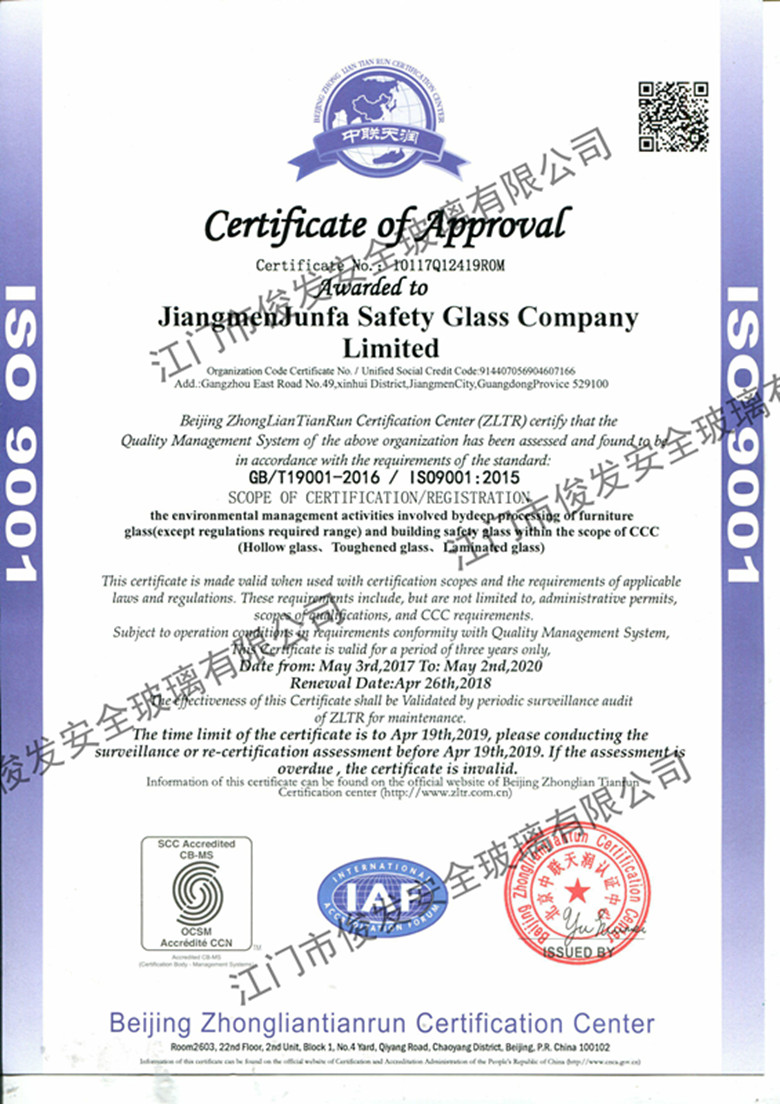 BEIJING ZHONG LIAN TIAN RUN CERTIFICATION CENTER
中联天润
Certificate of Approval
Certificate No.: 10117Q12419R0M
Awarded to
JiangmenJunfa Safety Glass Company
Limited
Organization Code Certificate No. / Unified Social Credit Code:914407056904607166
Add.:Gangzhou East Road No.49,xinhui District,JiangmenCity,GuangdongProvice 529100
Beijing ZhongLianTianRun Certification Center (ZLTR) certify that the
Quality Management System of the above organization has been assessed and found to be
in accordance with the requirements of the standard:
GB/T19001-2016 / ISO9001:2015
SCOPE OF CERTIFICATION/REGISTRATION
the environmental management activities involved bydeep processing of furniture
glass(except regulations required range) and building safety glass within the scope of CCC
(Hollow glass、Toughened glass、Laminated glass)
This certificate is made valid when used with certification scopes and the requirements of applicable
laws and regulations. These requirements include, but are not limited to, administrative permits,
scopes of qualifications, and CCC requirements.
Subject to operation conditions in requirements conformity with Quality Management System,
This Certificate is valid for a period of three years only,
Date from: May 3rd,2017 To: May 2nd,2020
Renewal Date:Apr 26th,2018
The effectiveness of this Certificate shall be Validated by periodic surveillance audit
of ZLTR for maintenance.
The time limit of the certificate is to Apr 19th,2019, please conducting the
surveillance or re-certification assessment before Apr 19th,2019. If the assessment is
overdue , the certificate is invalid.
Information of this certificate can be found on the official website of Beijing Zhonglian Tianrun
Certification center (http://www.zltr.com.cn)
SCC Accredited
CB-MS
OCSM
Accrédité CCN
TM
Accredited CB-MS
(Certification Body - Management Systems)
INTERNATIONAL
IAF
ACCREDITATION FORUM
Beijing Zhongliantianrun Certification Center
北京中联天润认证中心
ISSUED BY
Beijing Zhongliantianrun Certification Center
Room2603, 22nd Floor, 2nd Unit, Block 1, No.4 Yard, Qiyang Road, Chaoyang District, Beijing, P.R. China 100102
Information of this certificate can be found on the official website of Certification and Accreditation Administration of the People's Republic of China (http://www.cnca.gov.cn)
ISO 9001
ISO 9001
江门市俊发安全玻璃有限公司
江门市俊发安全玻璃有
俊发安全玻璃有限公司
江门市俊发安全玻璃有限公司